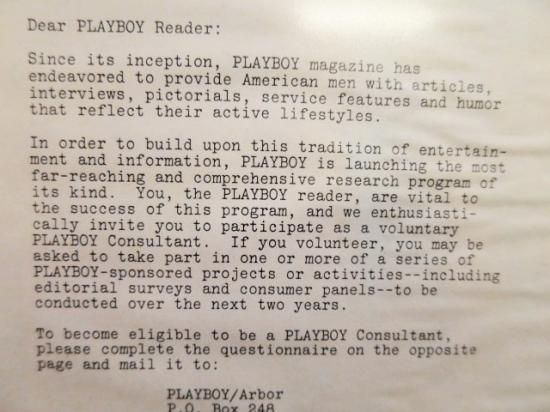 Dear PLAYBOY Reader:
Since its inception, PLAYBOY magazine has
endeavored to provide American men with articles,
interviews, pictorials, service features and humor
that reflect their active lifestyles.
In order to build upon this tradition of entertain-
ment and information, PLAYBOY is launching the most
far-reaching and comprehensive research program of
its kind. You, the PLAYBOY reader, are vital to
the success of this program, and we enthusiasti-
cally invite you to participate as a voluntary
PLAYBOY Consultant. If you volunteer, you may be
asked to take part in one or more of a series of
PLAYBOY-sponsored projects or activities--including
editorial surveys and consumer panels--to be
conducted over the next two years.
To become eligible to be a PLAYBOY Consultant,
please complete the questionnaire on the opposite
page and mail it to:
PLAYBOY/Arbor
P.O. Box 248